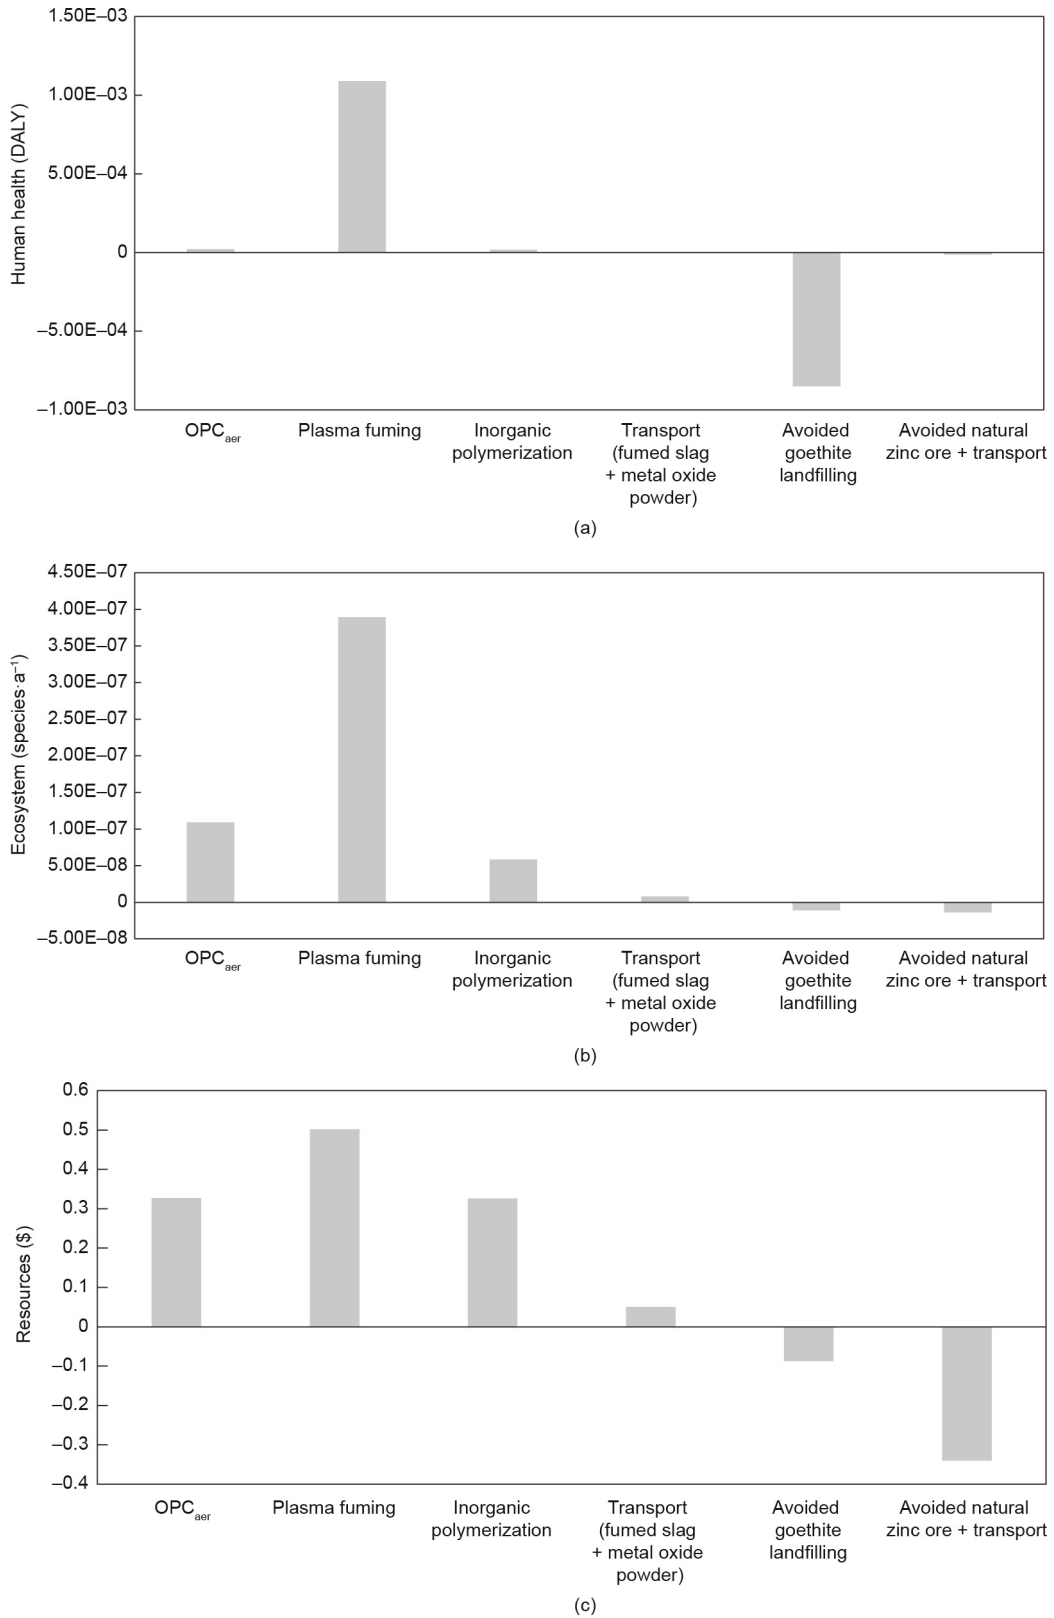 1.50E–03
1.00E–03
5.00E–04
0
–5.00E–04
–1.00E–03
Human health (DALY)
OPCaer
Plasma fuming
Inorganic
polymerization
Transport
(fumed slag
+ metal oxide
powder)
Avoided
goethite
landfilling
Avoided natural
zinc ore + transport
(a)
4.50E–07
4.00E–07
3.50E–07
3.00E–07
2.50E–07
2.00E–07
1.50E–07
1.00E–07
5.00E–08
0
–5.00E–08
Ecosystem (species·a⁻¹)
OPCaer
Plasma fuming
Inorganic
polymerization
Transport
(fumed slag
+ metal oxide
powder)
Avoided
goethite
landfilling
Avoided natural
zinc ore + transport
(b)
0.6
0.5
0.4
0.3
0.2
0.1
0
–0.1
–0.2
–0.3
–0.4
Resources ($)
OPCaer
Plasma fuming
Inorganic
polymerization
Transport
(fumed slag
+ metal oxide
powder)
Avoided
goethite
landfilling
Avoided natural
zinc ore + transport
(c)